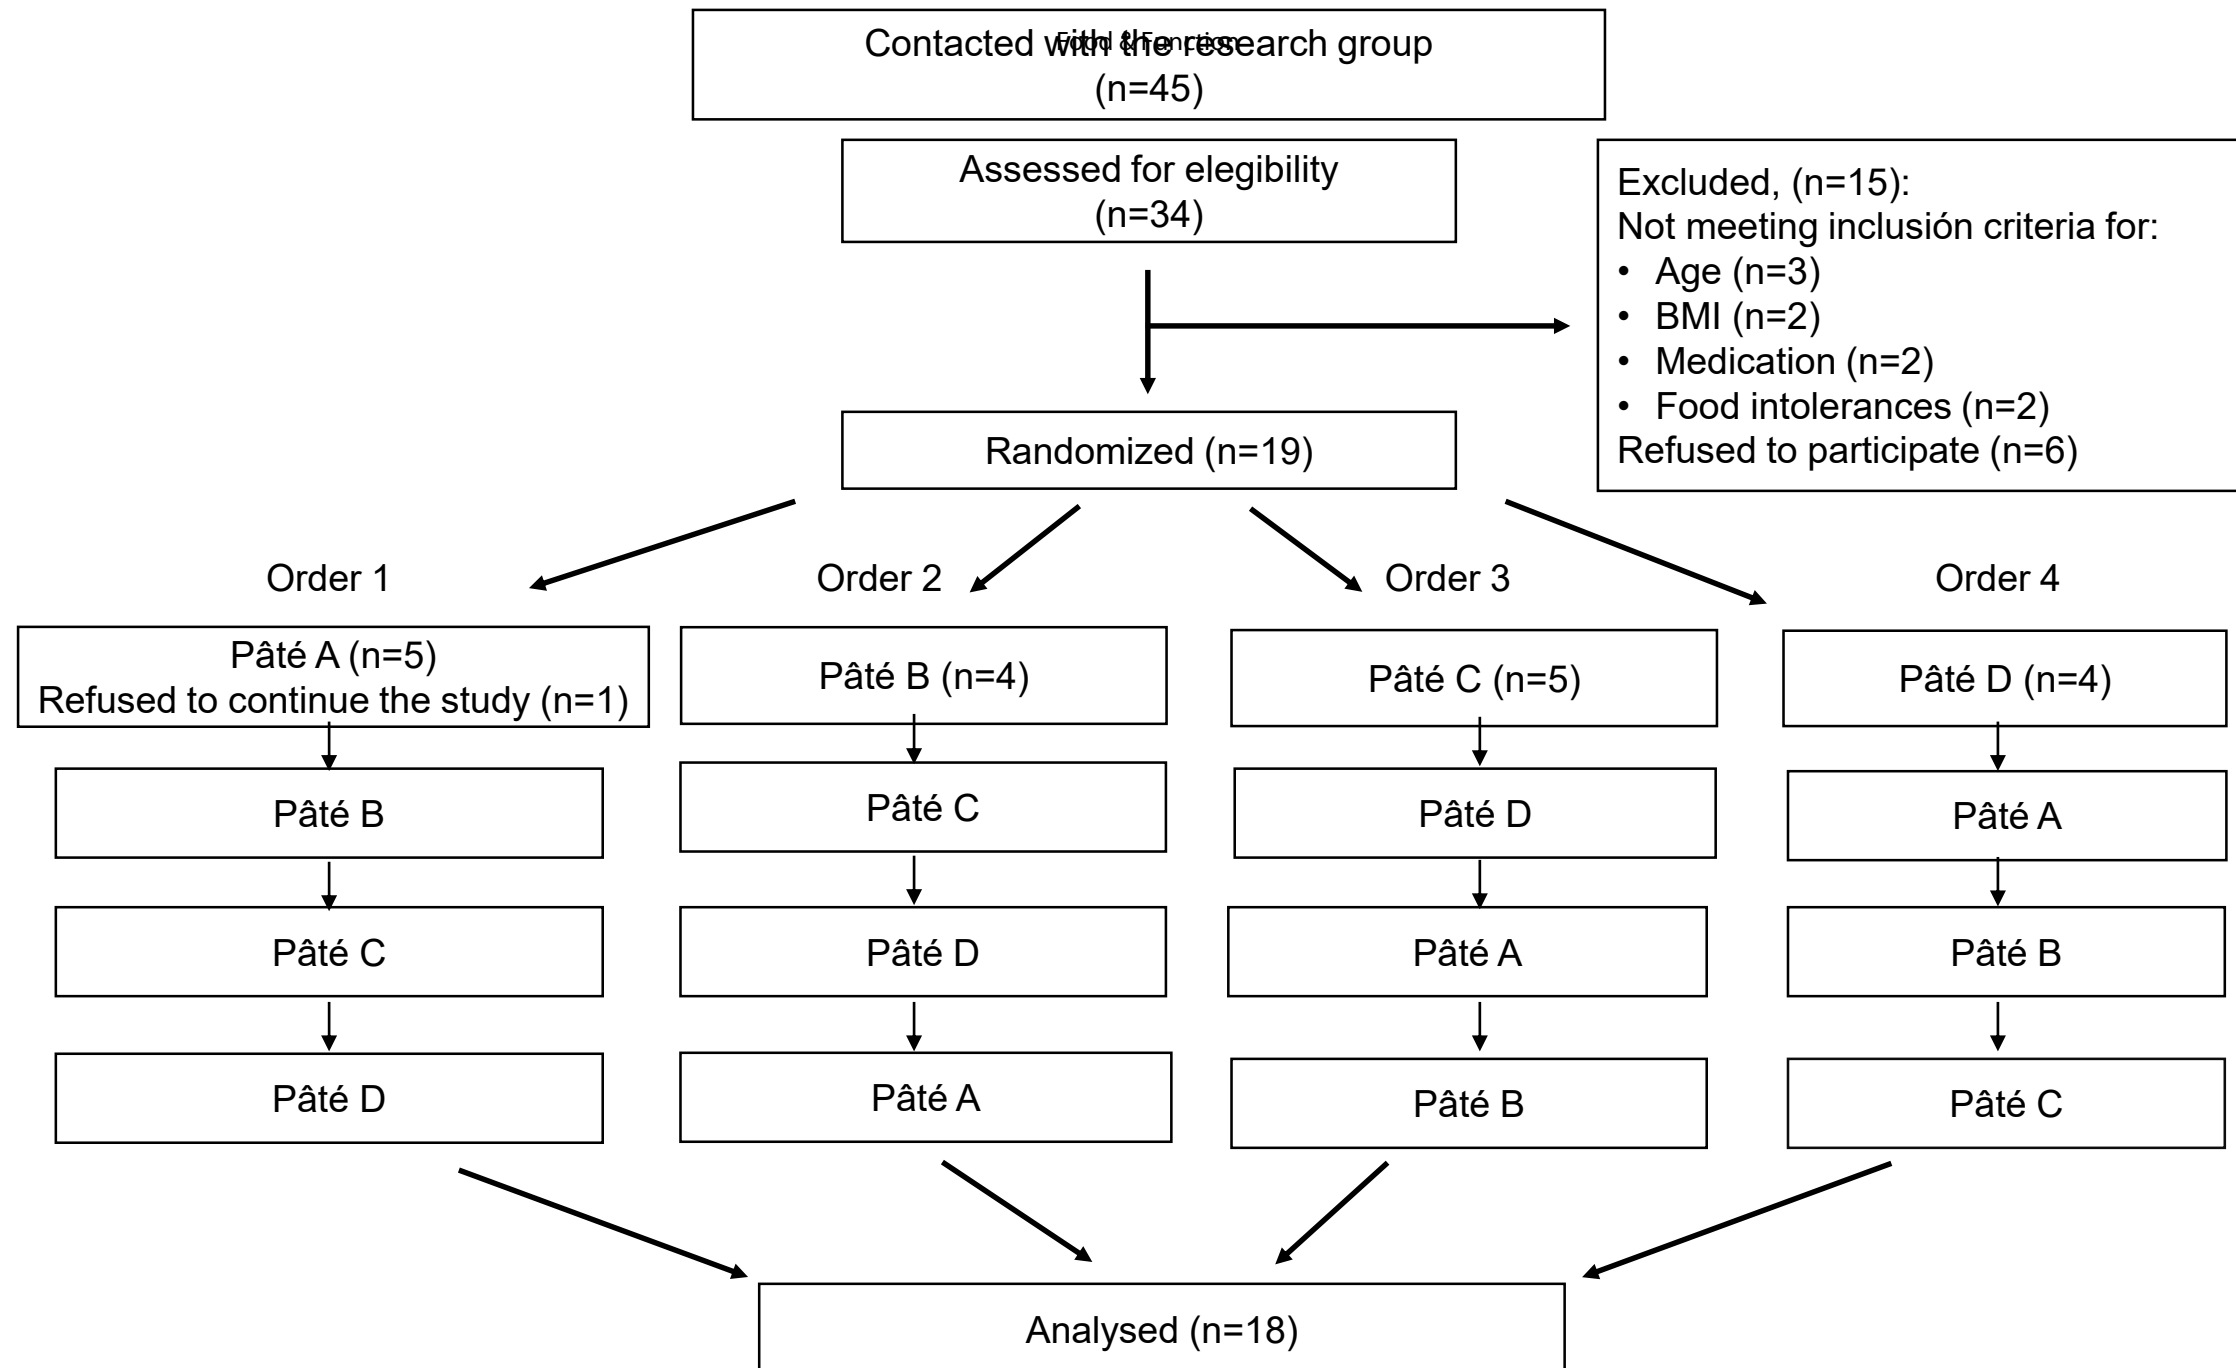 Contacted with the research group
Food & Function
(n=45)
Assessed for elegibility
(n=34)
Excluded, (n=15):
Not meeting inclusión criteria for:
• Age (n=3)
• BMI (n=2)
• Medication (n=2)
• Food intolerances (n=2)
Refused to participate (n=6)
Randomized (n=19)
Order 1
Order 2
Order 3
Order 4
Pâté A (n=5)
Refused to continue the study (n=1)
Pâté B (n=4)
Pâté C (n=5)
Pâté D (n=4)
Pâté B
Pâté C
Pâté D
Pâté A
Pâté C
Pâté D
Pâté A
Pâté B
Pâté D
Pâté A
Pâté B
Pâté C
Analysed (n=18)